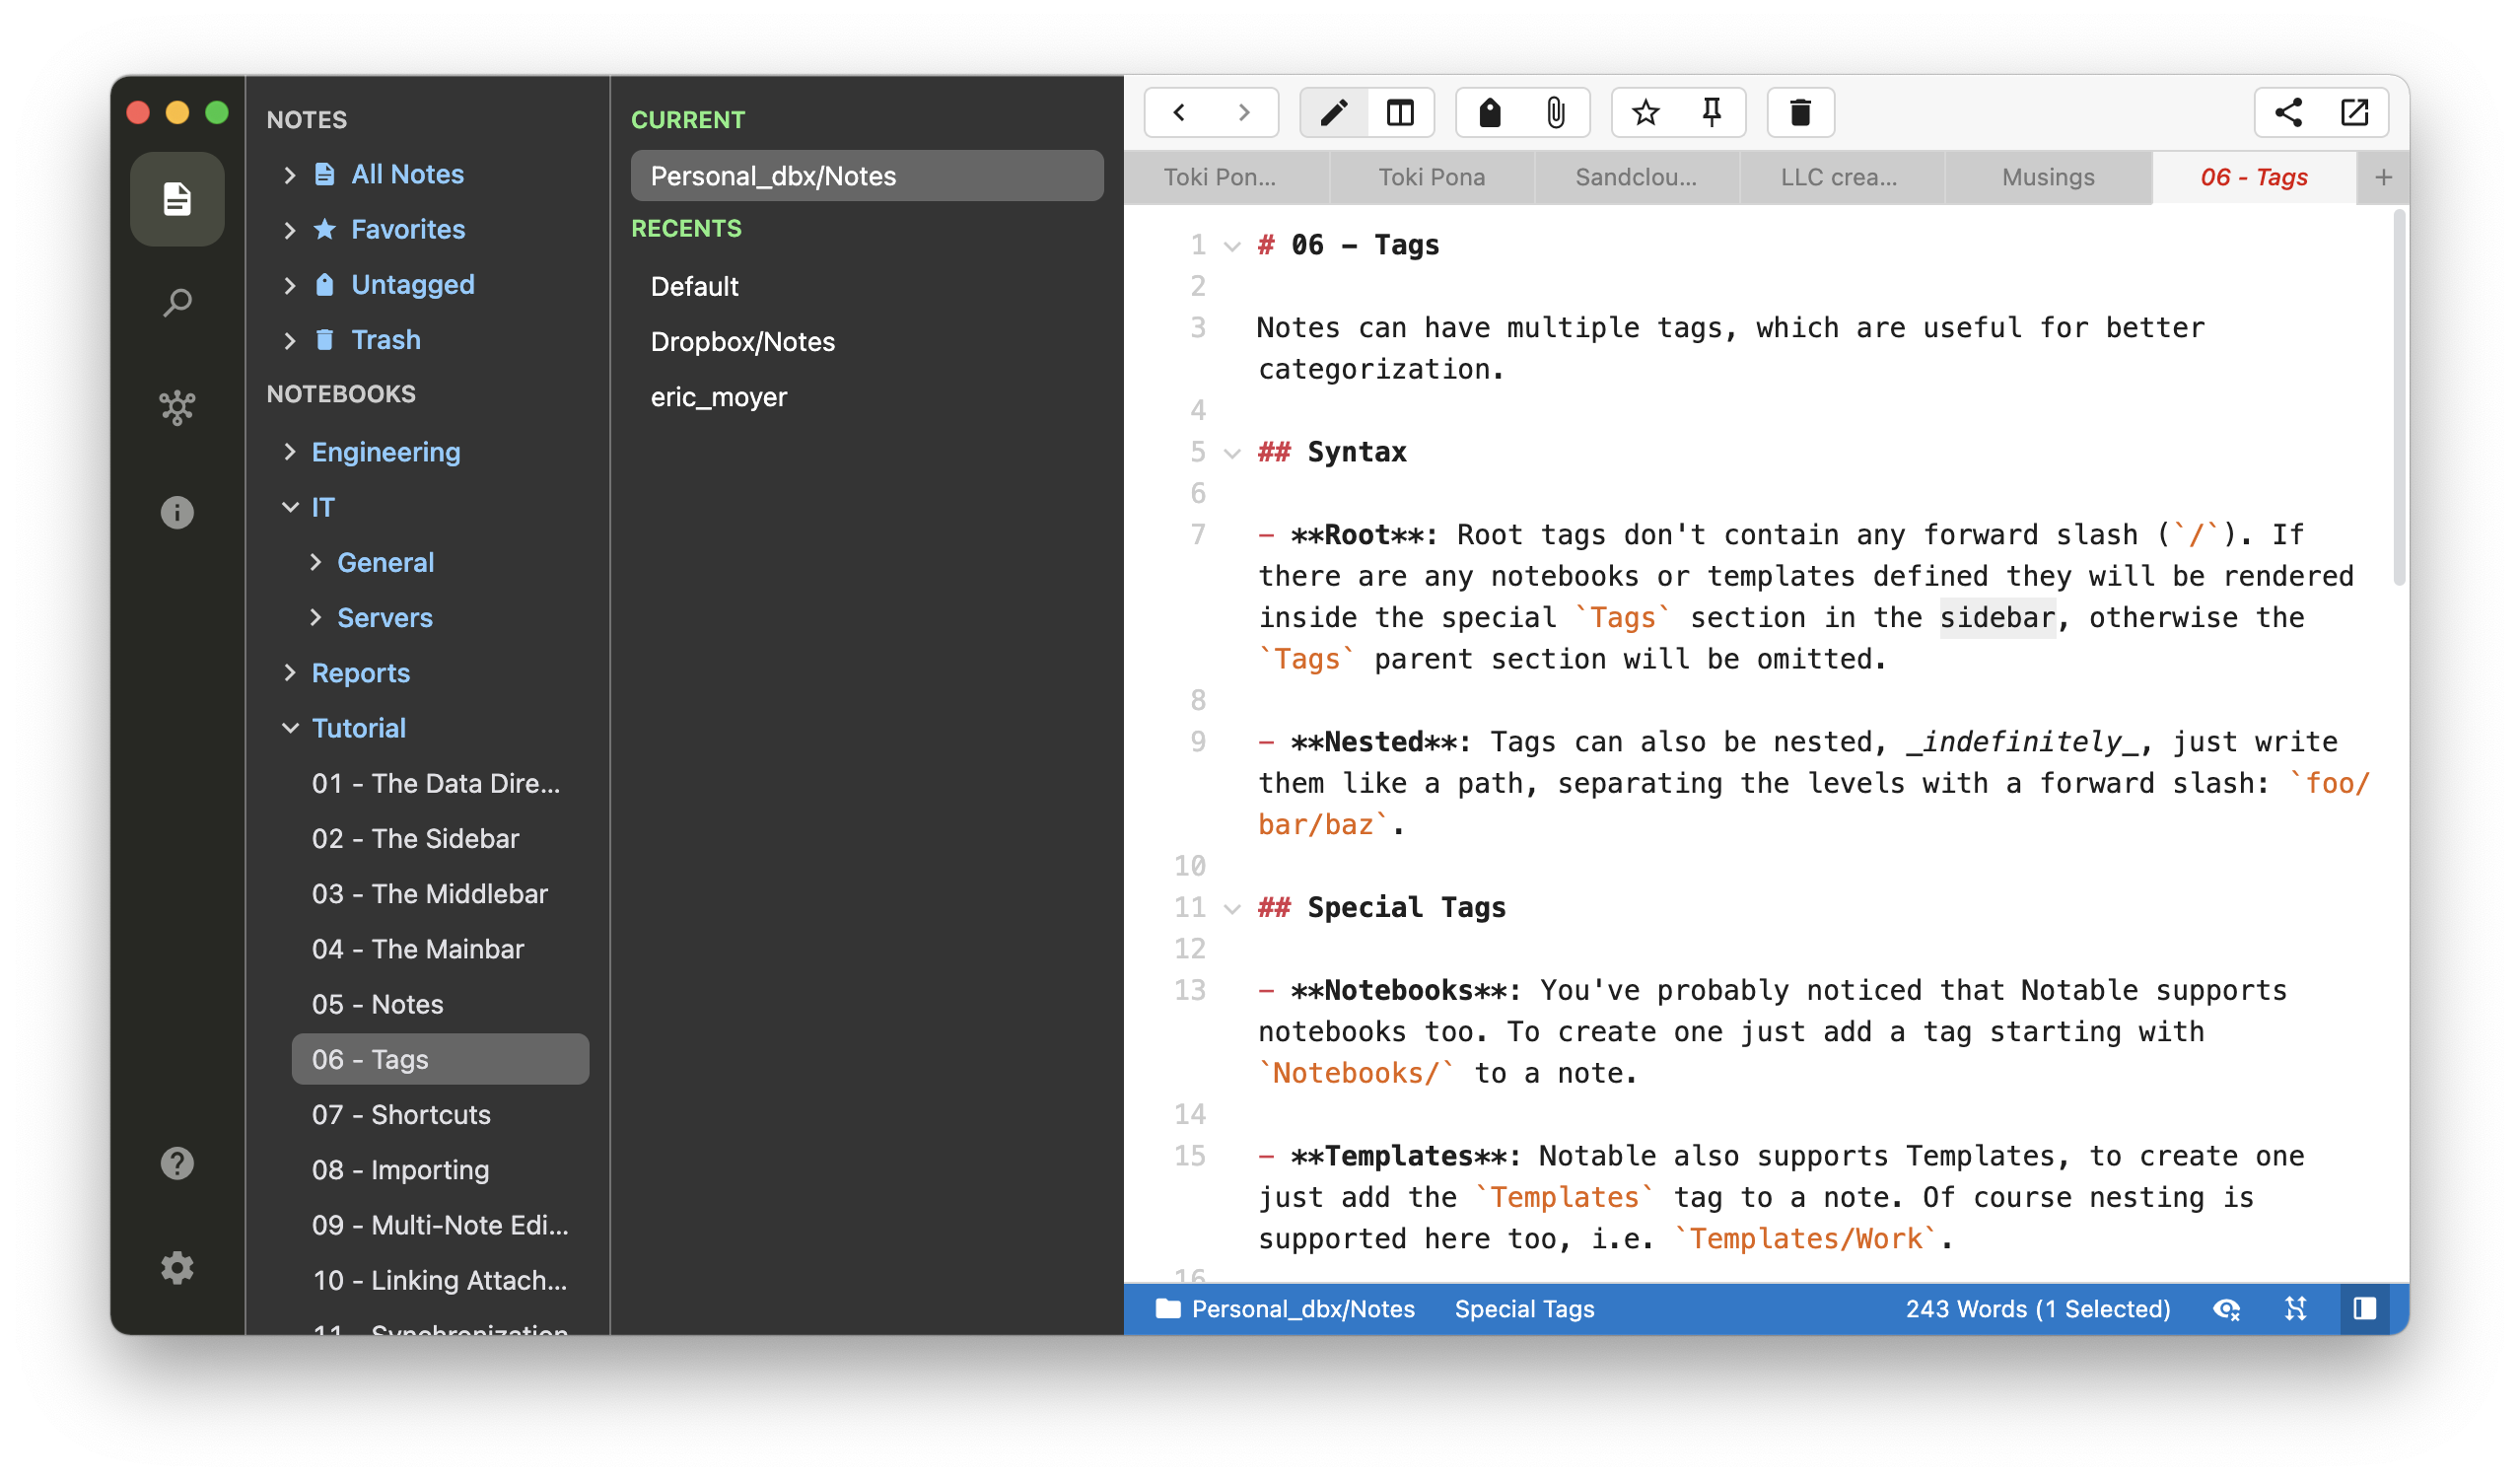 NOTES
All Notes
Favorites
Untagged
Trash
NOTEBOOKS
Engineering
IT
General
Servers
Reports
Tutorial
01 - The Data Dire...
02 - The Sidebar
03 - The Middlebar
04 - The Mainbar
05 - Notes
06 - Tags
07 - Shortcuts
08 - Importing
09 - Multi-Note Edi...
10 - Linking Attach...
11 - Synchronization
CURRENT
Personal_dbx/Notes
RECENTS
Default
Dropbox/Notes
eric_moyer
Toki Pon...
Toki Pona
Sandclou...
LLC crea...
Musings
06 - Tags
+
1 # 06 - Tags
2
3 Notes can have multiple tags, which are useful for better
categorization.
4
5 ## Syntax
6
7 - **Root**: Root tags don't contain any forward slash (`/`). If
there are any notebooks or templates defined they will be rendered
inside the special `Tags` section in the sidebar, otherwise the
`Tags` parent section will be omitted.
8
9 - **Nested**: Tags can also be nested, _indefinitely_, just write
them like a path, separating the levels with a forward slash: `foo/
bar/baz`.
10
11 ## Special Tags
12
13 - **Notebooks**: You've probably noticed that Notable supports
notebooks too. To create one just add a tag starting with
`Notebooks/` to a note.
14
15 - **Templates**: Notable also supports Templates, to create one
just add the `Templates` tag to a note. Of course nesting is
supported here too, i.e. `Templates/Work`.
16
Personal_dbx/Notes
Special Tags
243 Words (1 Selected)